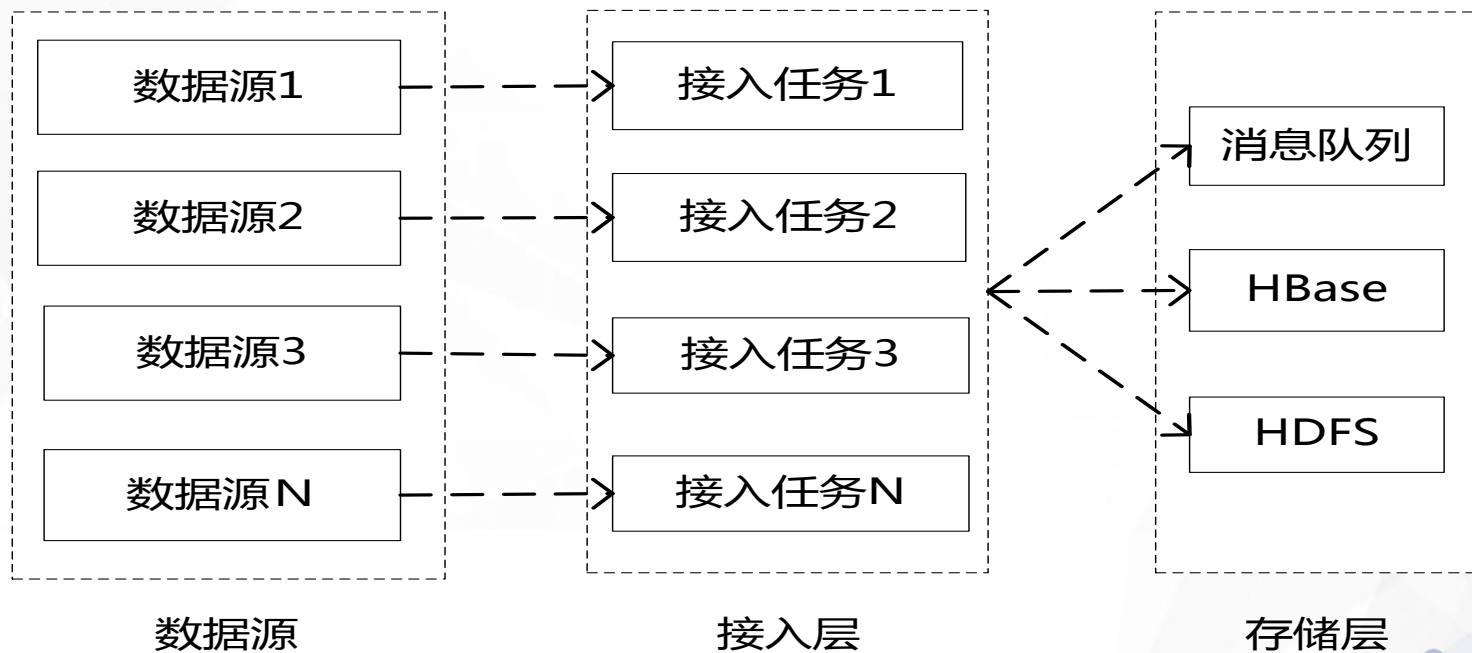 数据源1
数据源2
数据源3
数据源N
数据源
接入任务1
接入任务2
接入任务3
接入任务N
接入层
消息队列
HBase
HDFS
存储层